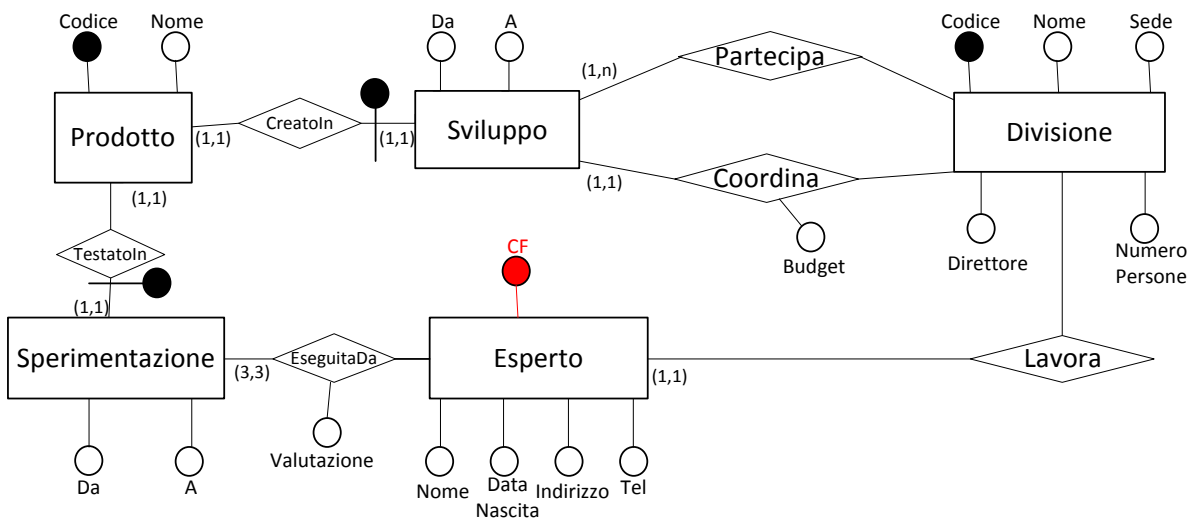 Codice
Nome
Da
A
Codice
Nome
Sede
Partecipa
(1,n)
Prodotto
(1,1)
CreatoIn
(1,1)
Sviluppo
Divisione
(1,1)
(1,1)
Coordina
TestatoIn
CF
Budget
Direttore
Numero
Persone
(1,1)
Sperimentazione
(3,3)
EseguitaDa
Esperto
(1,1)
Lavora
Valutazione
Da
A
Nome
Data
Nascita
Indirizzo
Tel